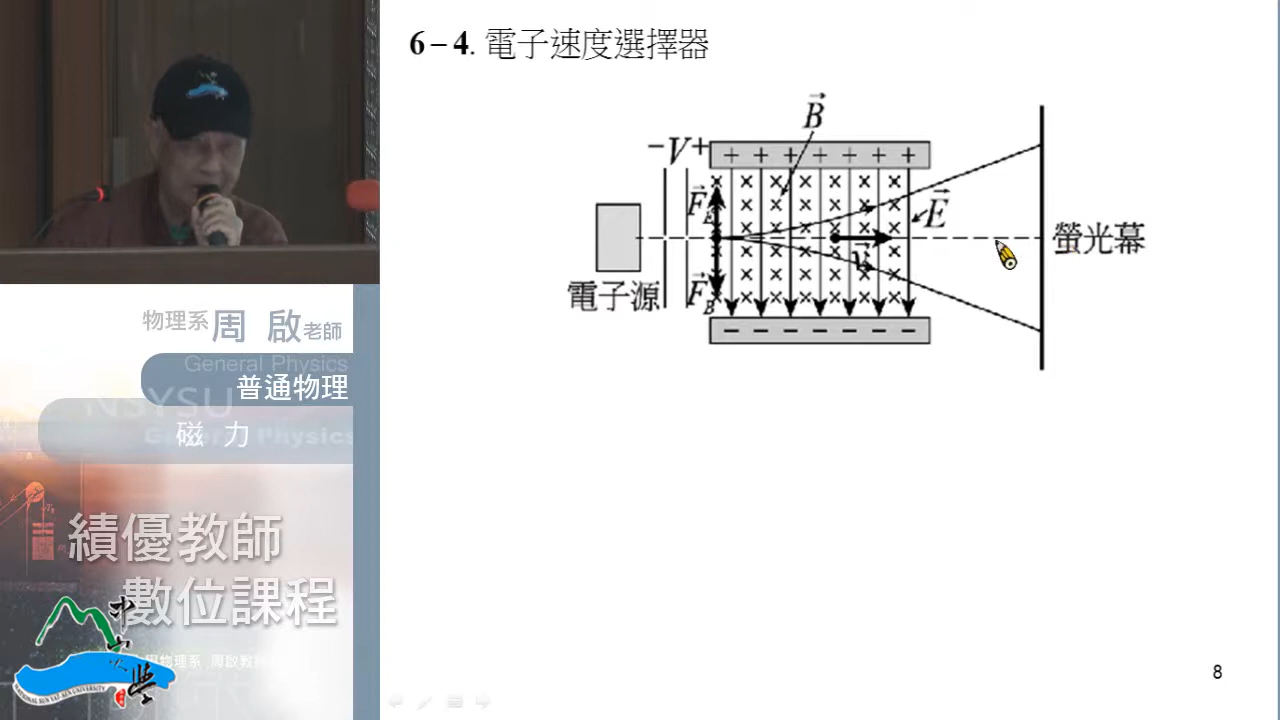 6-4. 電子速度選擇器
B
−V+
+ + + + + + +
F_E
E
v
電子源
螢光幕
F_B
− − − − − − −
物理系周 啟老師
General Physics
普通物理
NSYSU
磁 力
General Physics
績優教師
數位課程
8